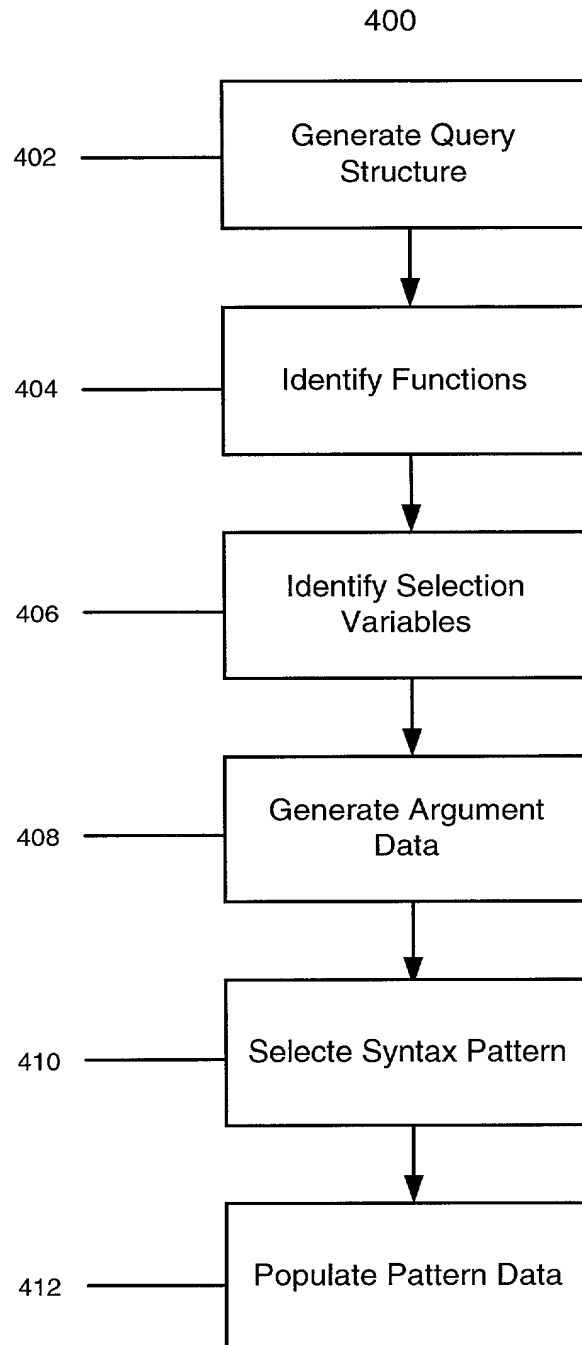 400
402
Generate Query
Structure
404
Identify Functions
406
Identify Selection
Variables
408
Generate Argument
Data
410
Selecte Syntax Pattern
412
Populate Pattern Data